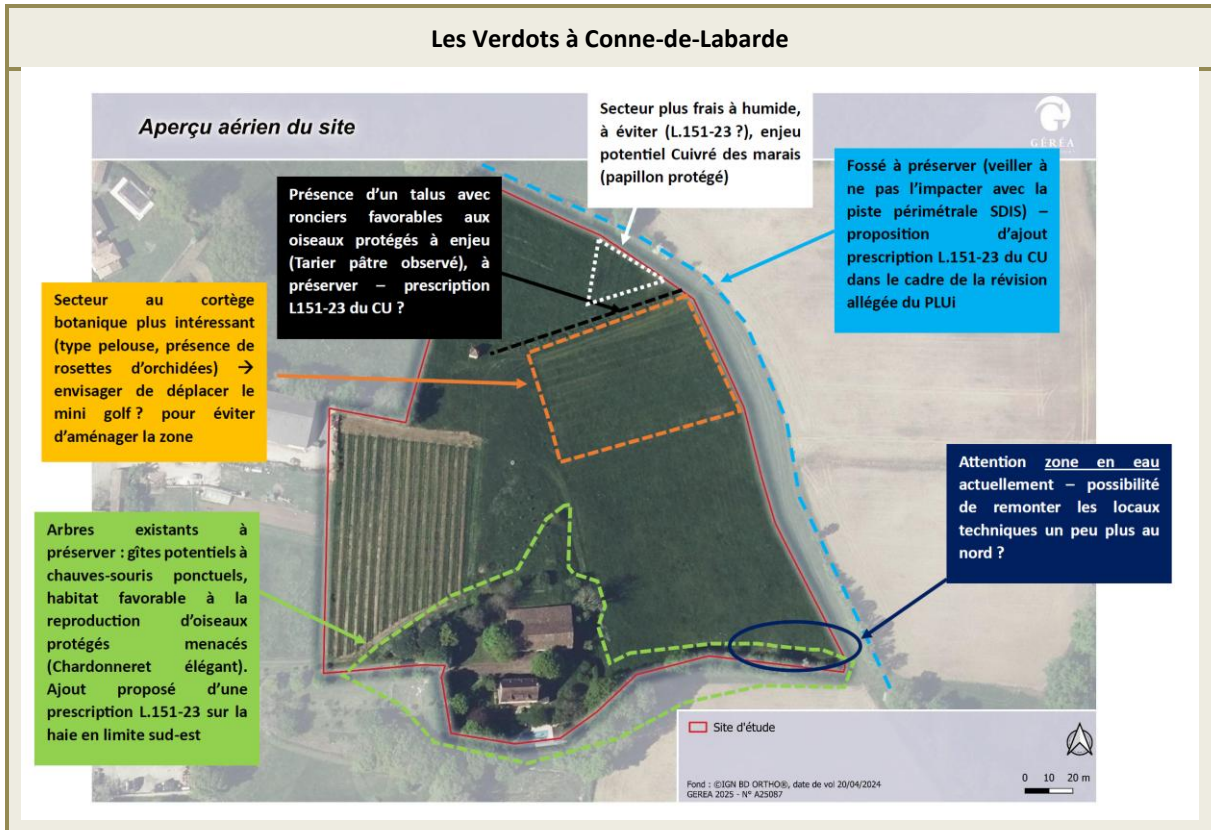 Les Verdots à Conne-de-Labarde
Aperçu aérien du site
GÉRÉA
Secteur plus frais à humide,
à éviter (L.151-23 ?), enjeu
potentiel Cuivré des marais
(papillon protégé)
Fossé à préserver (veiller à
ne pas l'impacter avec la
piste périmétrale SDIS) –
proposition d'ajout
prescription L.151-23 du CU
dans le cadre de la révision
allégée du PLUi
Présence d'un talus avec
ronciers favorables aux
oiseaux protégés à enjeu
(Tarier pâtre observé), à
préserver – prescription
L151-23 du CU ?
Secteur au cortège
botanique plus intéressant
(type pelouse, présence de
rosettes d'orchidées) →
envisager de déplacer le
mini golf ? pour éviter
d'aménager la zone
Attention zone en eau
actuellement – possibilité
de remonter les locaux
techniques un peu plus au
nord ?
Arbres existants à
préserver : gîtes potentiels à
chauves-souris ponctuels,
habitat favorable à la
reproduction d'oiseaux
protégés menacés
(Chardonneret élégant).
Ajout proposé d'une
prescription L.151-23 sur la
haie en limite sud-est
Site d'étude
Fond : ©IGN BD ORTHO®, date de vol 20/04/2024
GEREA 2025 - N° A25087
0 10 20 m